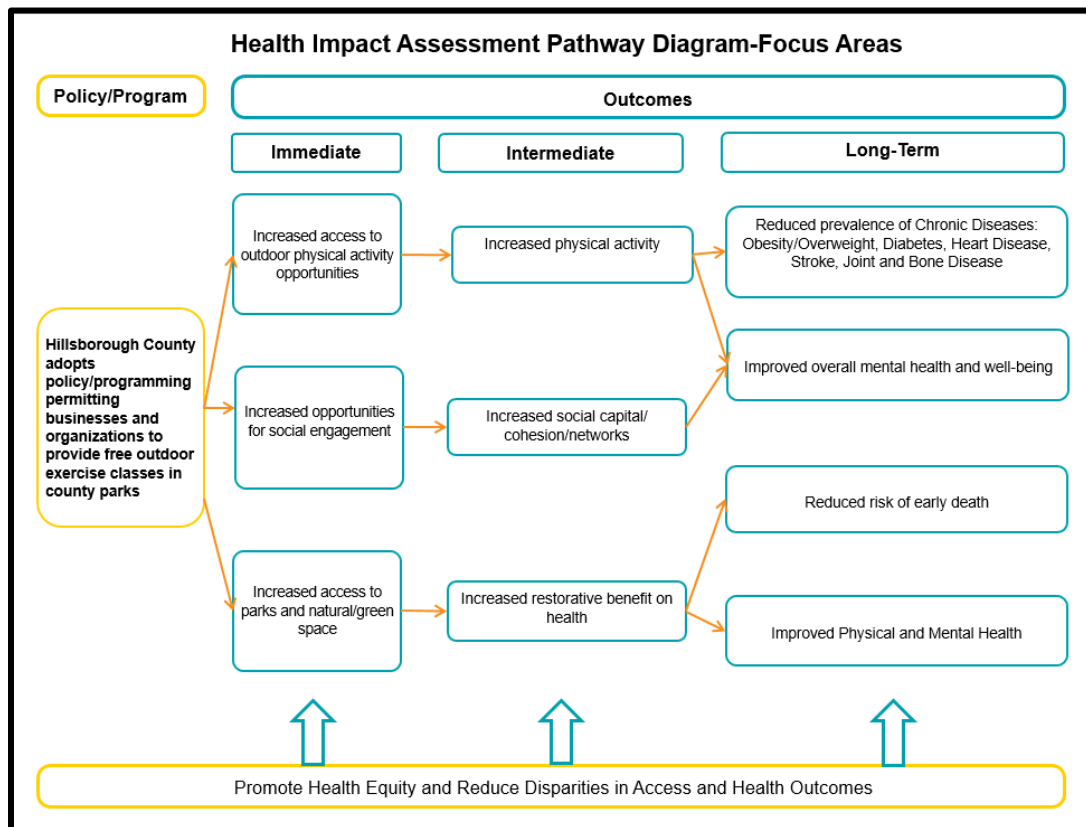 Health Impact Assessment Pathway Diagram-Focus Areas
Policy/Program
Outcomes
Immediate
Intermediate
Long-Term
Hillsborough County
adopts
policy/programming
permitting
businesses and
organizations to
provide free outdoor
exercise classes in
county parks
Increased access to
outdoor physical activity
opportunities
Increased physical activity
Reduced prevalence of Chronic Diseases:
Obesity/Overweight, Diabetes, Heart Disease,
Stroke, Joint and Bone Disease
Increased opportunities
for social engagement
Increased social capital/
cohesion/networks
Improved overall mental health and well-being
Increased access to
parks and natural/green
space
Increased restorative benefit on
health
Reduced risk of early death
Improved Physical and Mental Health
Promote Health Equity and Reduce Disparities in Access and Health Outcomes